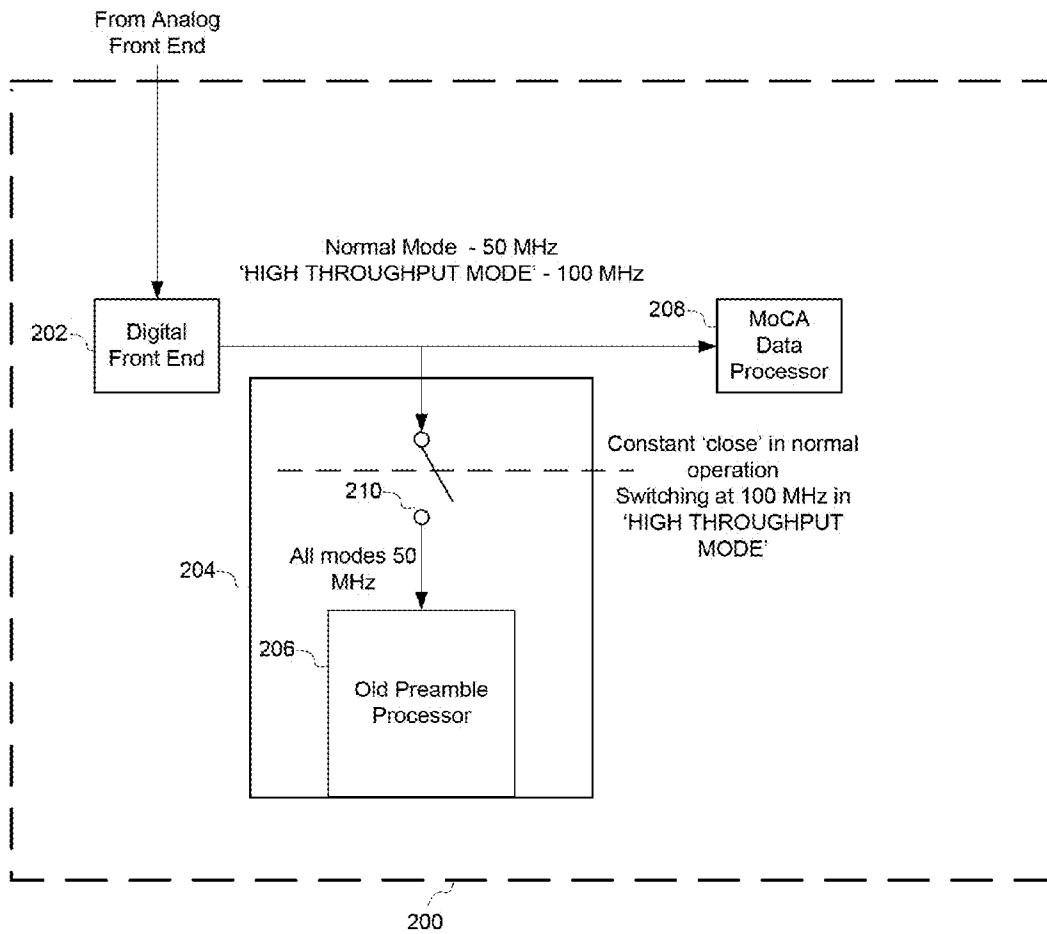 From Analog
Front End
Normal Mode - 50 MHz
'HIGH THROUGHPUT MODE' - 100 MHz
202
Digital
Front End
208
MoCA
Data
Processor
Constant 'close' in normal
operation
Switching at 100 MHz in
'HIGH THROUGHPUT
MODE'
210
All modes 50
MHz
204
206
Old Preamble
Processor
200